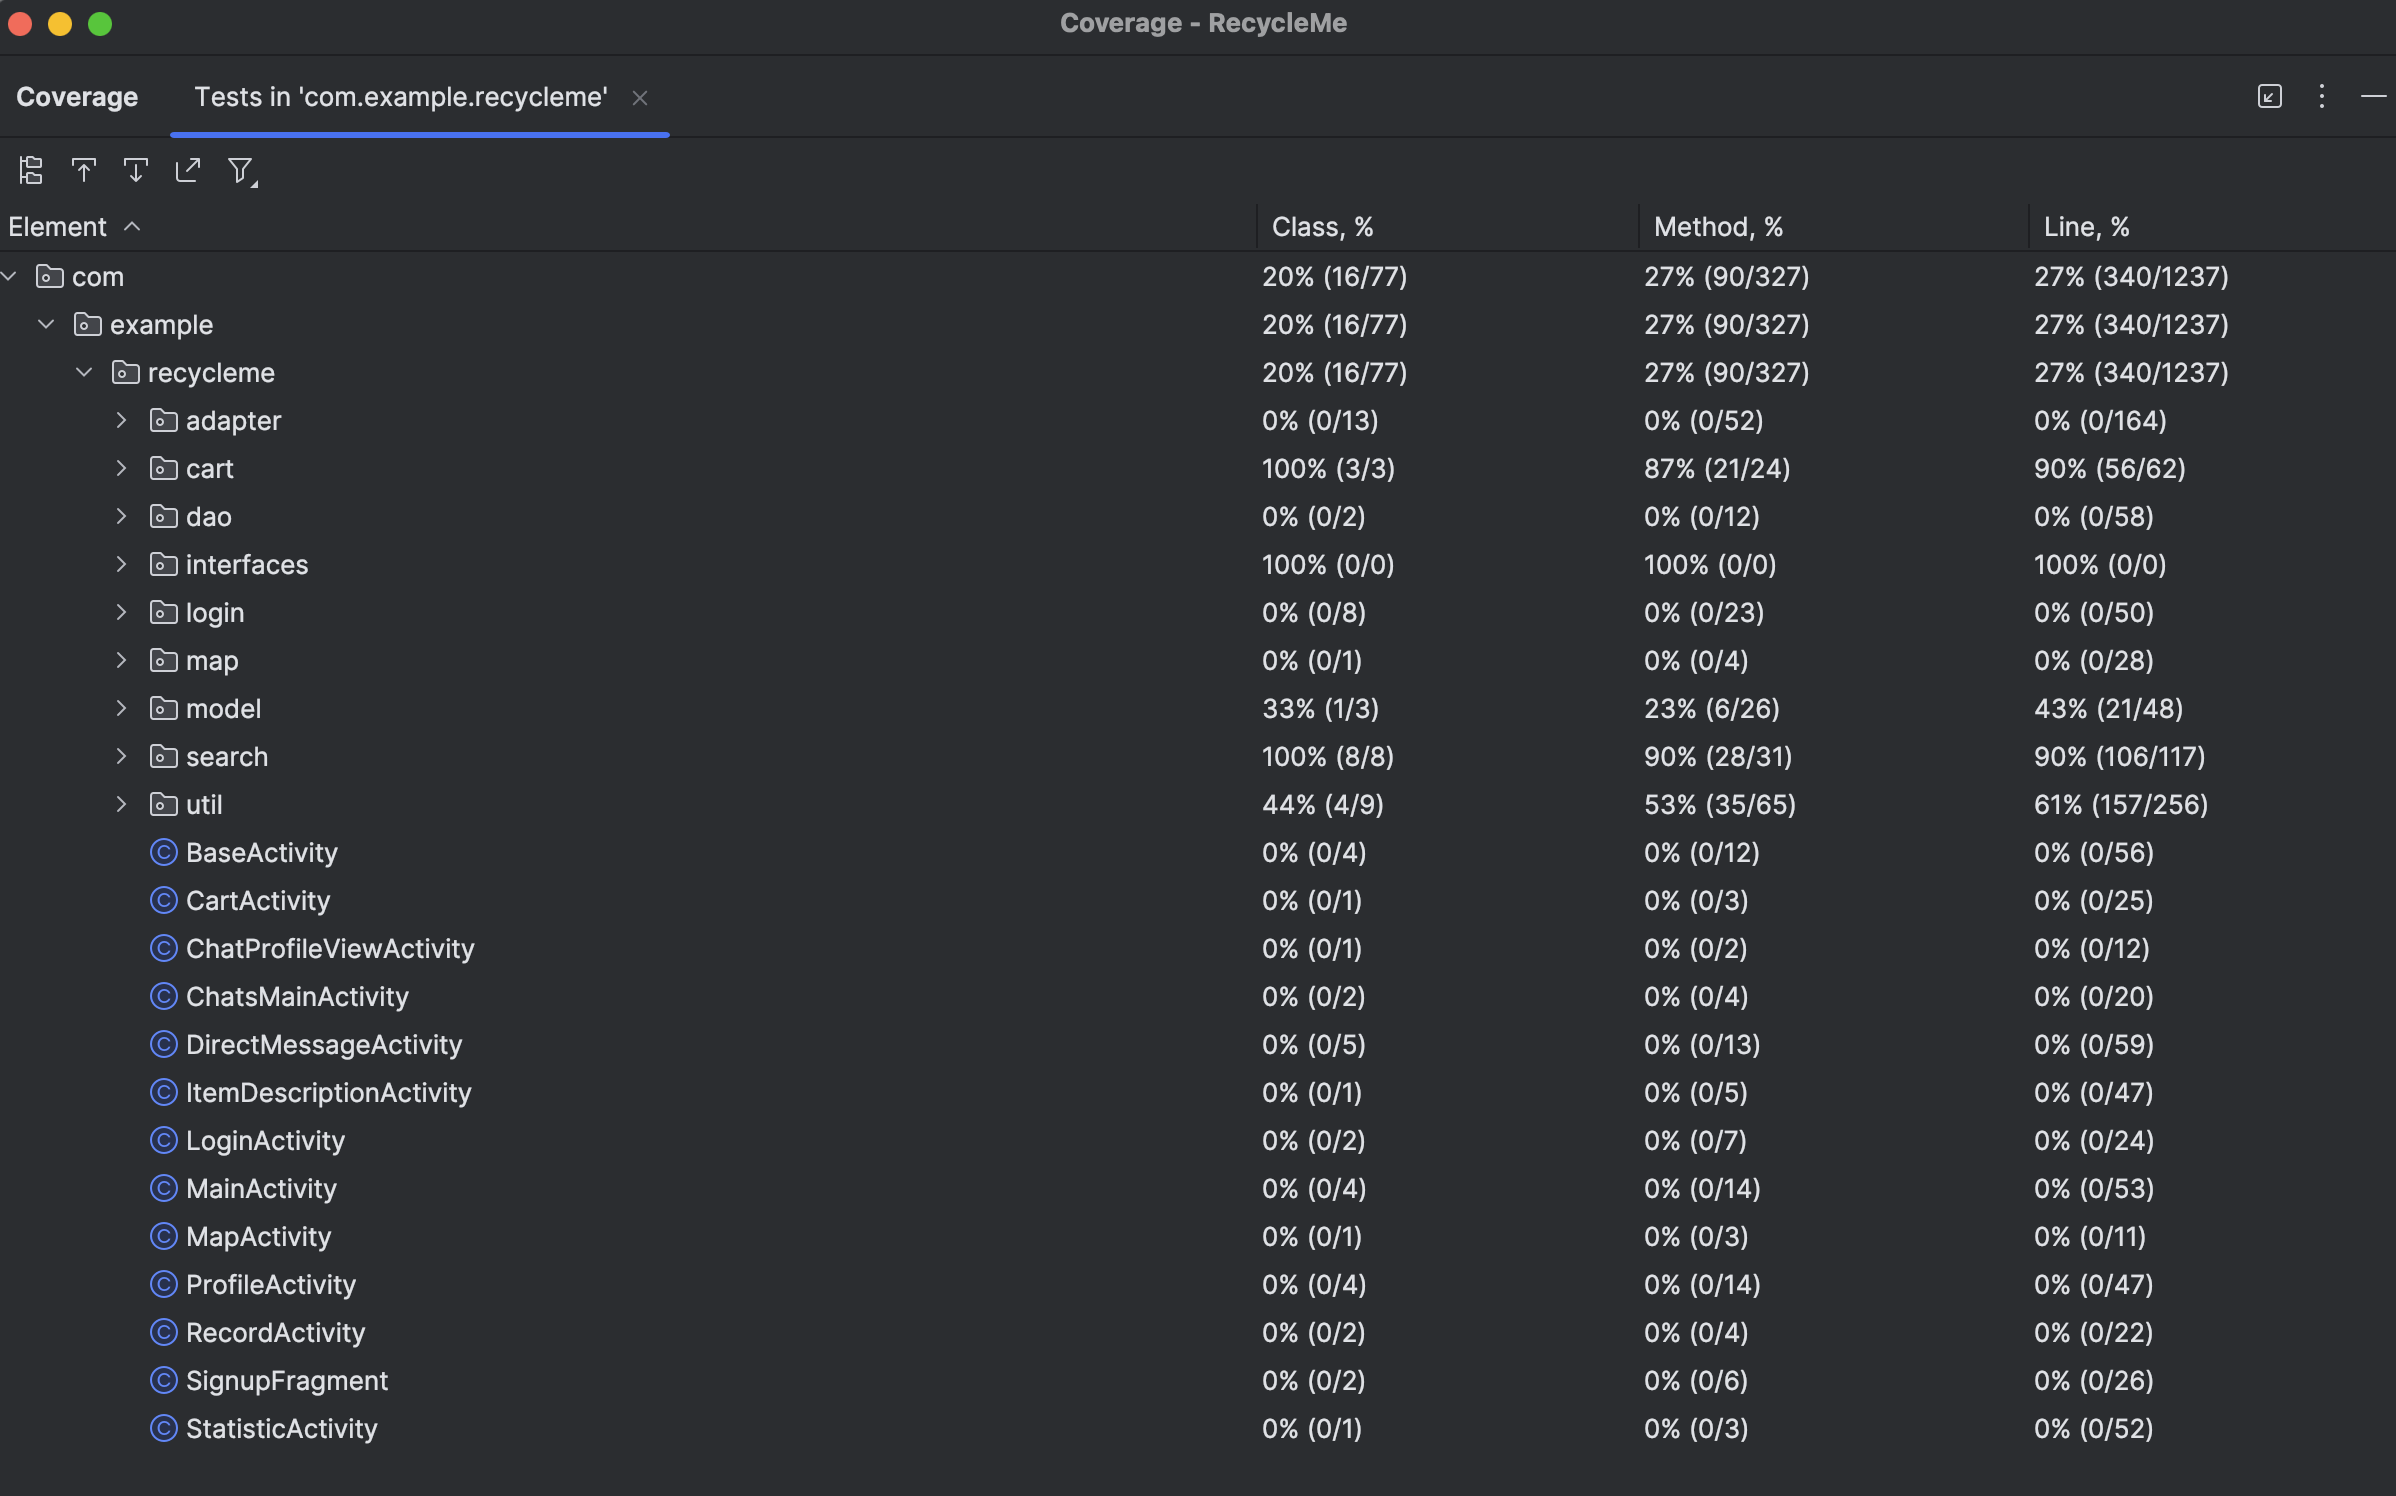 Coverage - RecycleMe
Coverage Tests in 'com.example.recycleme'
Element Class, % Method, % Line, %
com 20% (16/77) 27% (90/327) 27% (340/1237)
example 20% (16/77) 27% (90/327) 27% (340/1237)
recycleme 20% (16/77) 27% (90/327) 27% (340/1237)
adapter 0% (0/13) 0% (0/52) 0% (0/164)
cart 100% (3/3) 87% (21/24) 90% (56/62)
dao 0% (0/2) 0% (0/12) 0% (0/58)
interfaces 100% (0/0) 100% (0/0) 100% (0/0)
login 0% (0/8) 0% (0/23) 0% (0/50)
map 0% (0/1) 0% (0/4) 0% (0/28)
model 33% (1/3) 23% (6/26) 43% (21/48)
search 100% (8/8) 90% (28/31) 90% (106/117)
util 44% (4/9) 53% (35/65) 61% (157/256)
BaseActivity 0% (0/4) 0% (0/12) 0% (0/56)
CartActivity 0% (0/1) 0% (0/3) 0% (0/25)
ChatProfileViewActivity 0% (0/1) 0% (0/2) 0% (0/12)
ChatsMainActivity 0% (0/2) 0% (0/4) 0% (0/20)
DirectMessageActivity 0% (0/5) 0% (0/13) 0% (0/59)
ItemDescriptionActivity 0% (0/1) 0% (0/5) 0% (0/47)
LoginActivity 0% (0/2) 0% (0/7) 0% (0/24)
MainActivity 0% (0/4) 0% (0/14) 0% (0/53)
MapActivity 0% (0/1) 0% (0/3) 0% (0/11)
ProfileActivity 0% (0/4) 0% (0/14) 0% (0/47)
RecordActivity 0% (0/2) 0% (0/4) 0% (0/22)
SignupFragment 0% (0/2) 0% (0/6) 0% (0/26)
StatisticActivity 0% (0/1) 0% (0/3) 0% (0/52)